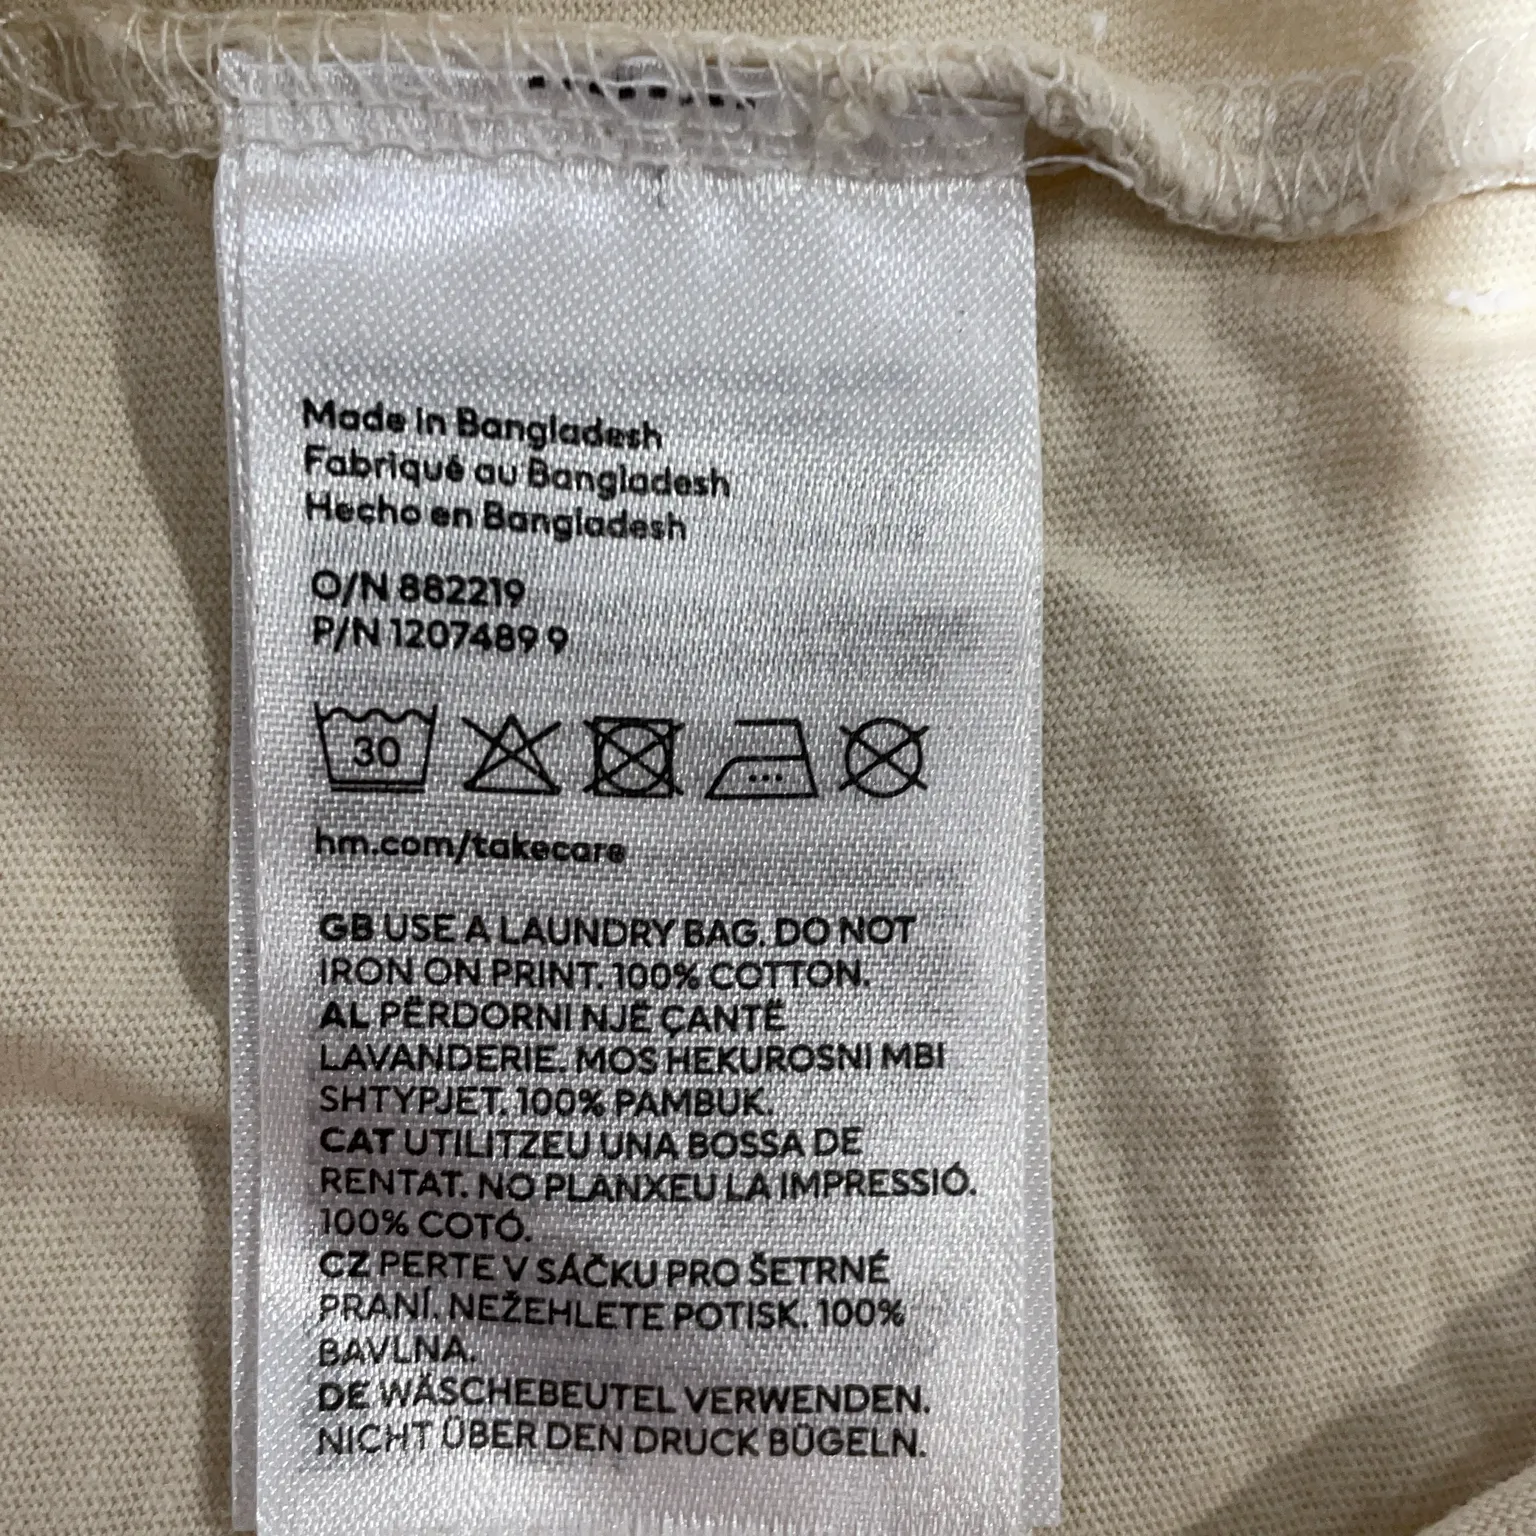 Made in Bangladesh
Fabriqué au Bangladesh
Hecho en Bangladesh
O/N 882219
P/N 1207489 9
30
hm.com/takecare
GB USE A LAUNDRY BAG. DO NOT
IRON ON PRINT. 100% COTTON.
AL PËRDORNI NJË ÇANTË
LAVANDERIE. MOS HEKUROSNI MBI
SHTYPJET. 100% PAMBUK.
CAT UTILITZEU UNA BOSSA DE
RENTAT. NO PLANXEU LA IMPRESSIÓ.
100% COTÓ.
CZ PERTE V SÁČKU PRO ŠETRNÉ
PRANÍ. NEŽEHLETE POTISK. 100%
BAVLNA.
DE WÄSCHEBEUTEL VERWENDEN.
NICHT ÜBER DEN DRUCK BÜGELN.